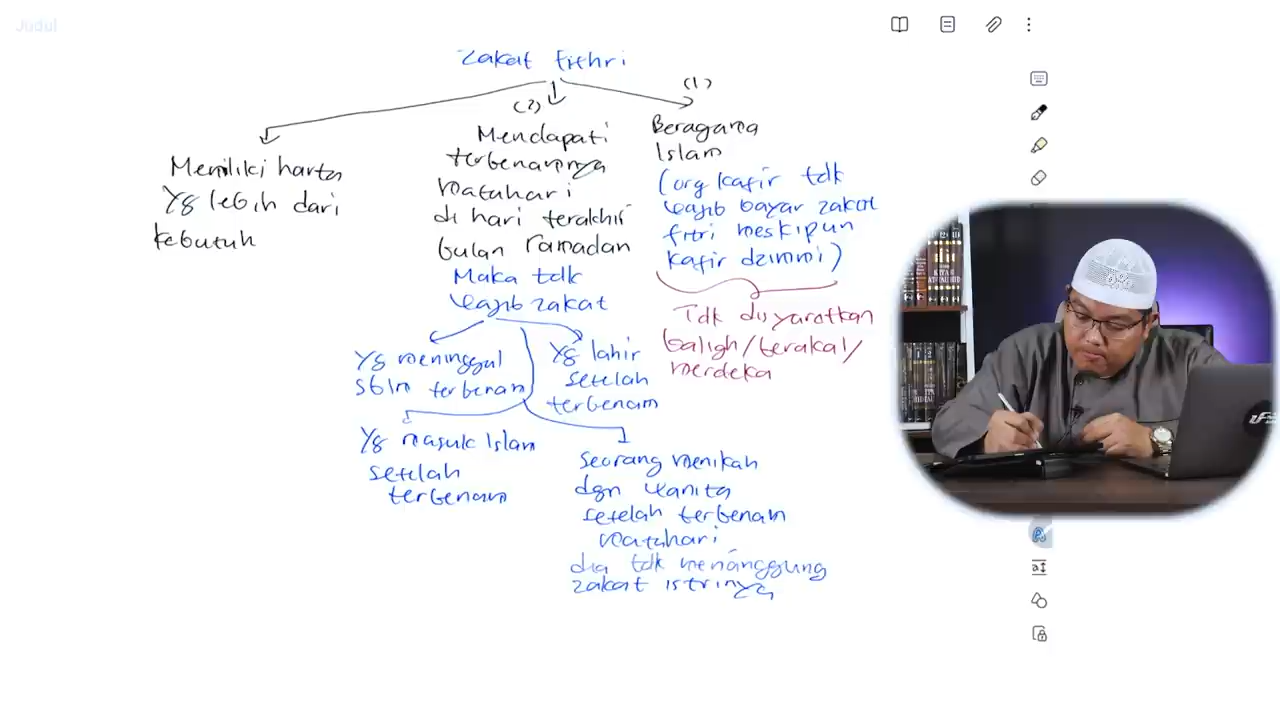 Judul
Zakat fithri
(1)
Beragama
Islam
(org kafir tdk
wajib bayar zakat
fitri meskipun
kafir dzimmi)
Tdk disyaratkan
baligh/berakal/
merdeka
(2)
Mendapati
terbenamnya
matahari
di hari terakhir
bulan ramadan
Maka tdk
wajib zakat
Yg meninggal
sblm terbenam
Yg lahir
setelah
terbenam
Yg masuk Islam
setelah
terbenam
Seorang menikah
dgn wanita
setelah terbenam
matahari
dia tdk menanggung
zakat istrinya
Memiliki harta
Yg lebih dari
kebutuh